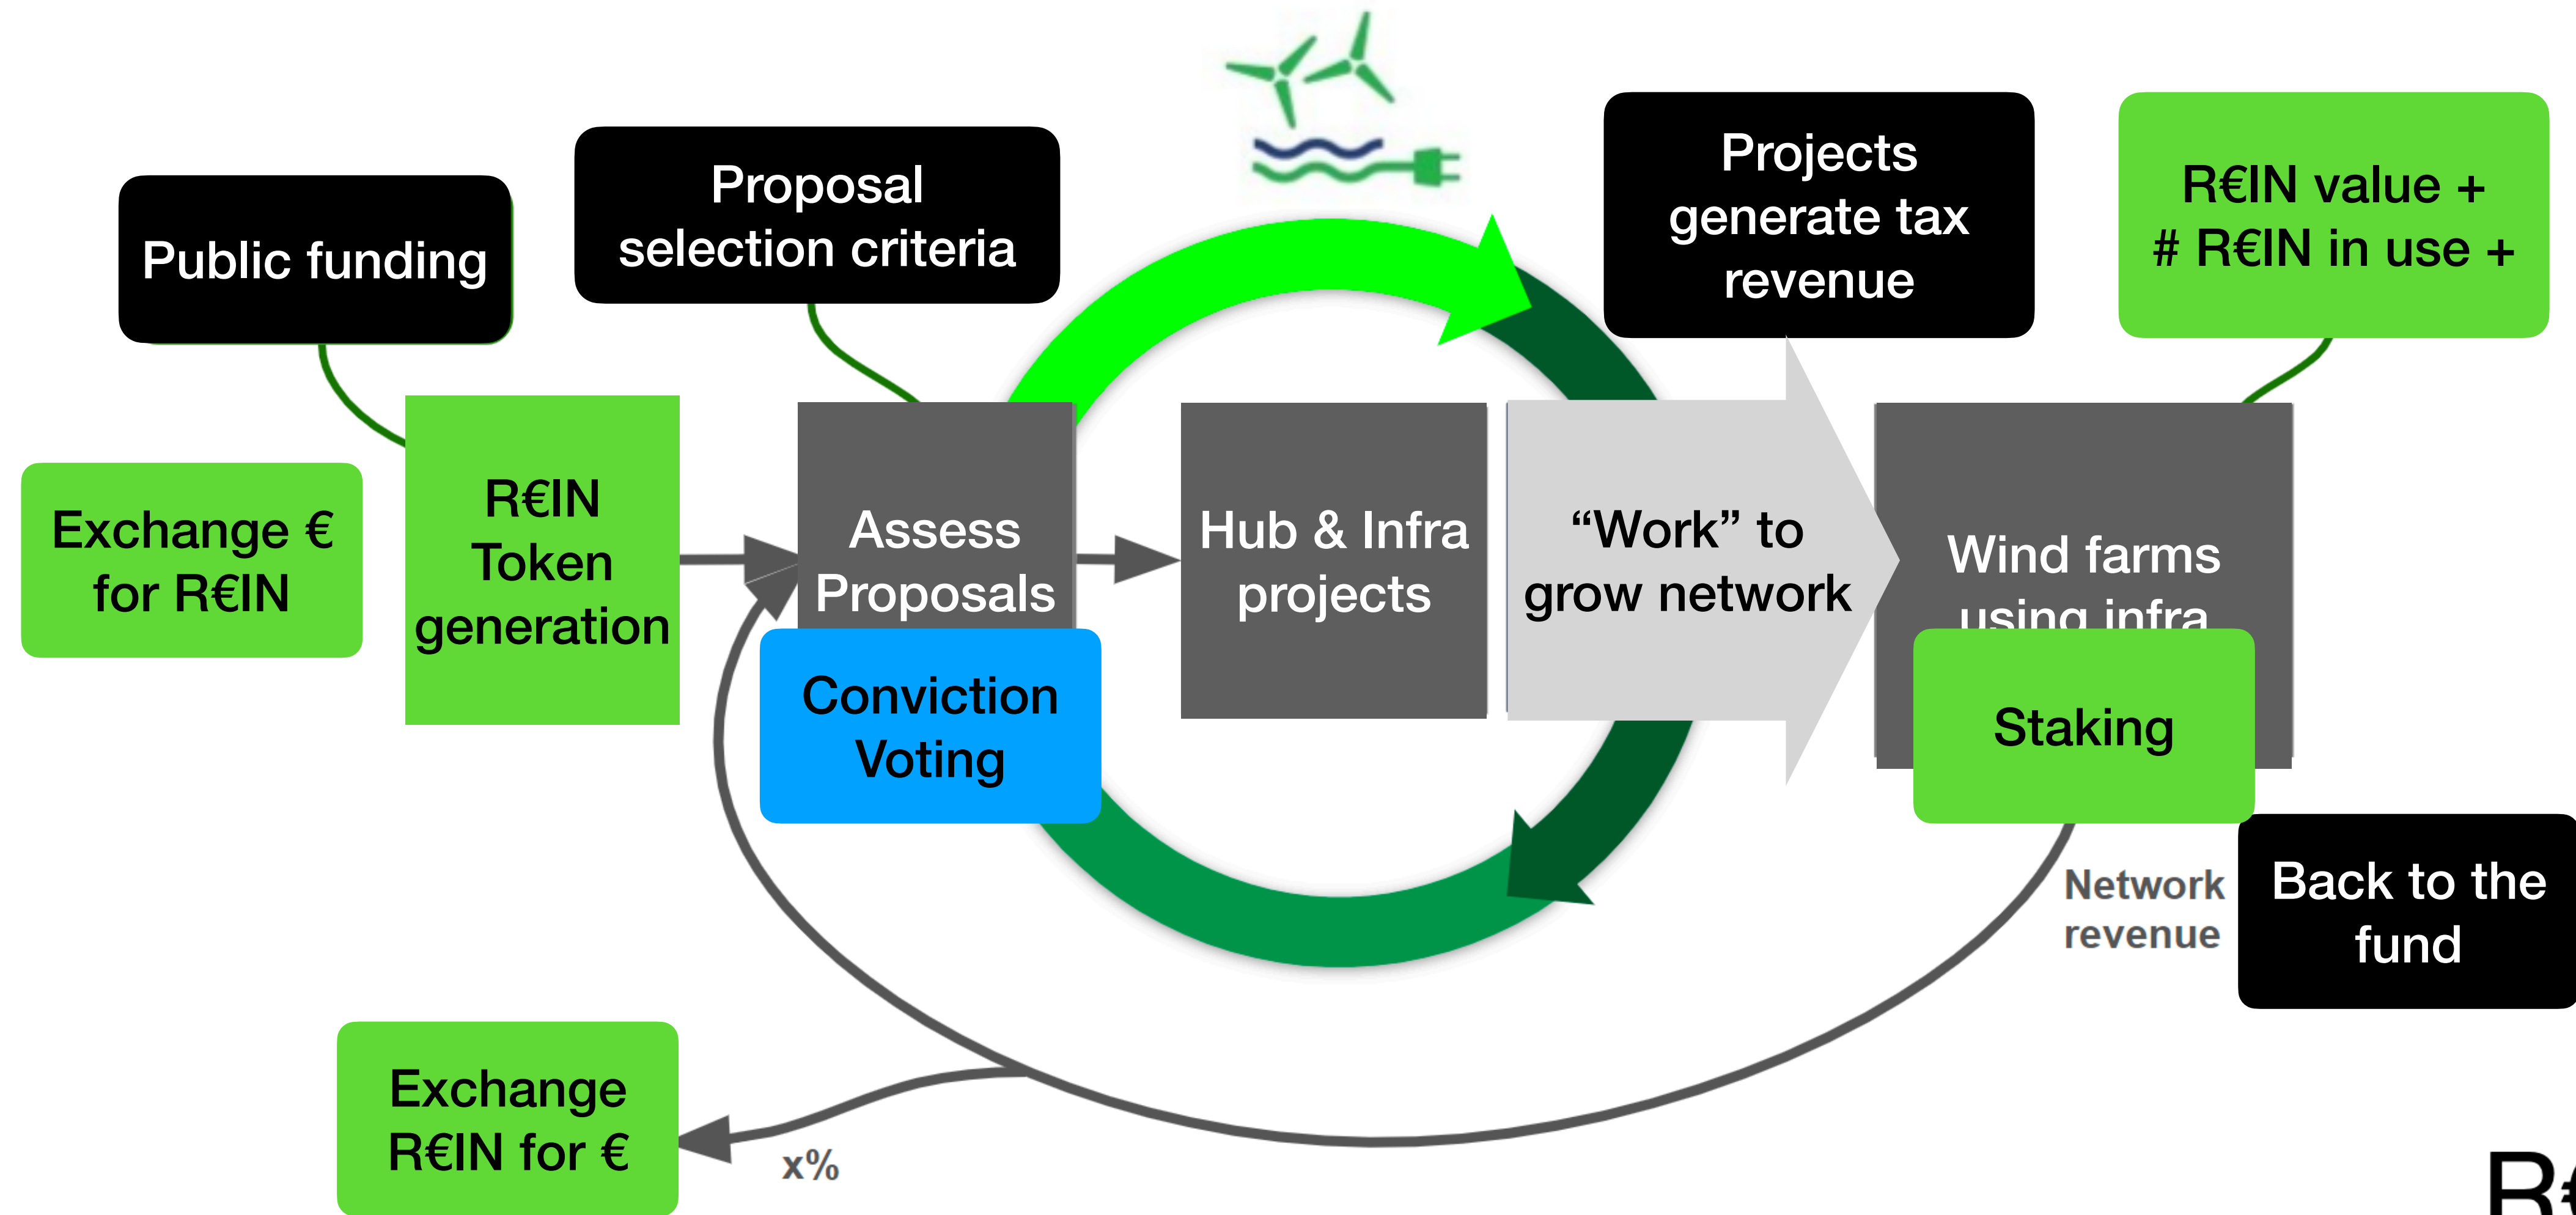 Public funding
Proposal
selection criteria
Projects
generate tax
revenue
R€IN value +
# R€IN in use +
Exchange €
for R€IN
R€IN
Token
generation
Assess
Proposals
Conviction
Voting
Hub & Infra
projects
“Work” to
grow network
Wind farms
using infra
Staking
Network
revenue
Back to the
fund
Exchange
R€IN for €
x%